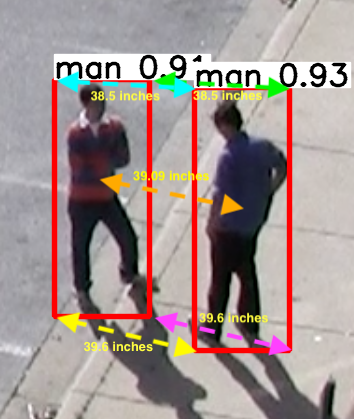 man 0.91
man 0.93
38.5 inches
38.5 inches
39.09 inches
39.6 inches
39.6 inches